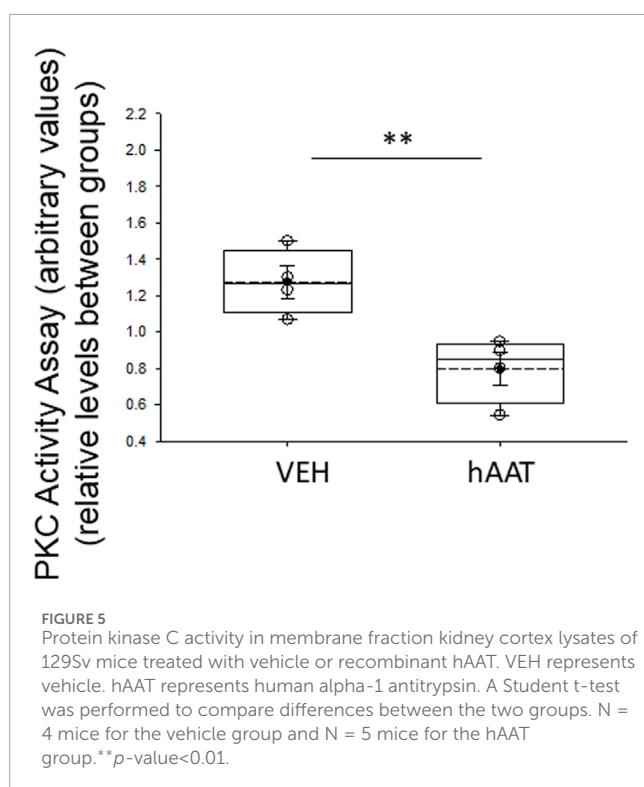 PKC Activity Assay (arbitrary values)
(relative levels between groups)
2.2
2.0
1.8
1.6
1.4
1.2
1.0
0.8
0.6
0.4
**
VEH hAAT
FIGURE 5
Protein kinase C activity in membrane fraction kidney cortex lysates of
129Sv mice treated with vehicle or recombinant hAAT. VEH represents
vehicle. hAAT represents human alpha-1 antitrypsin. A Student t-test
was performed to compare differences between the two groups. N =
4 mice for the vehicle group and N = 5 mice for the hAAT
group.**p-value<0.01.